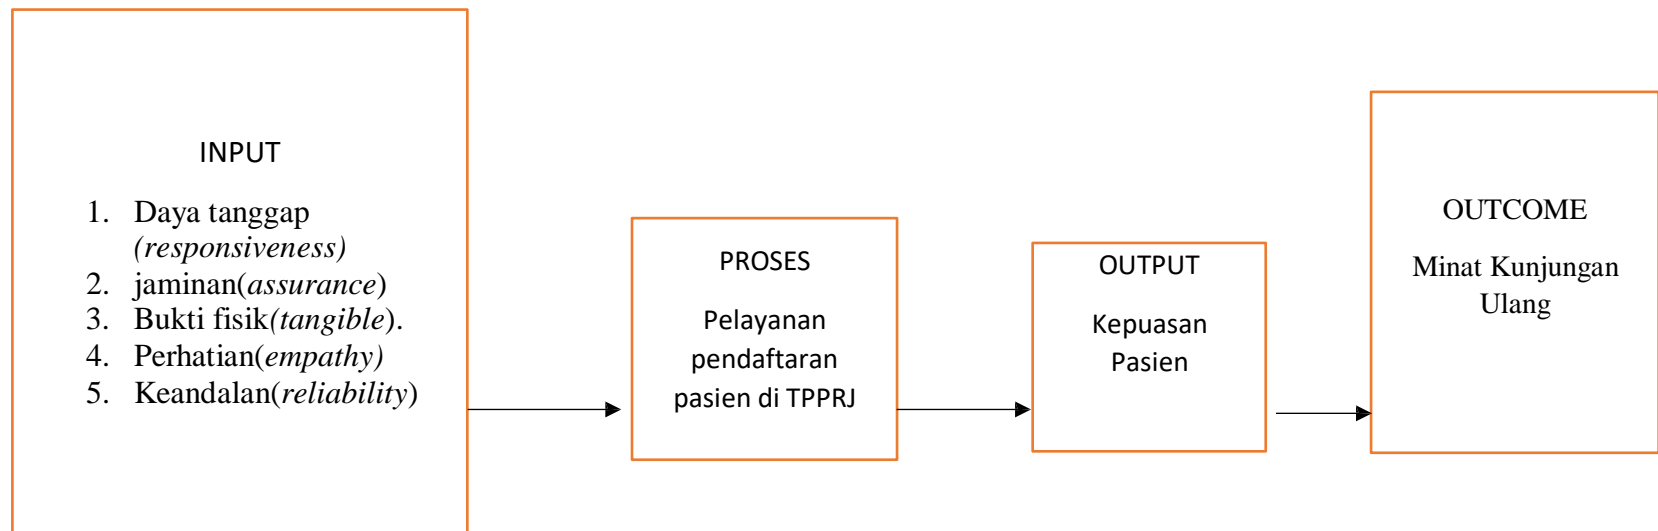 INPUT
1. Daya tanggap
(responsiveness)
2. jaminan(assurance)
3. Bukti fisik(tangible).
4. Perhatian(empathy)
5. Keandalan(reliability)
PROSES
Pelayanan
pendaftaran
pasien di TPPRJ
OUTPUT
Kepuasan
Pasien
OUTCOME
Minat Kunjungan
Ulang